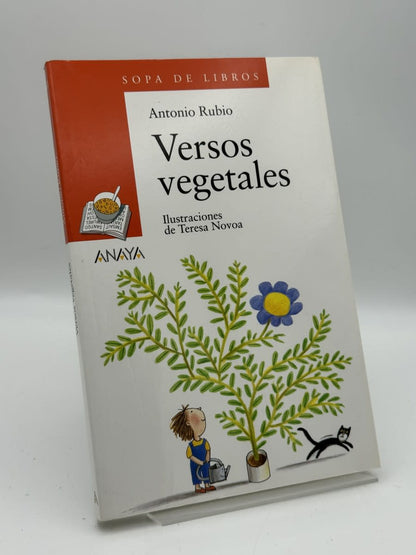 SOPA DE LIBROS
Antonio Rubio
Versos
vegetales
Ilustraciones
de Teresa Novoa
ANAYA